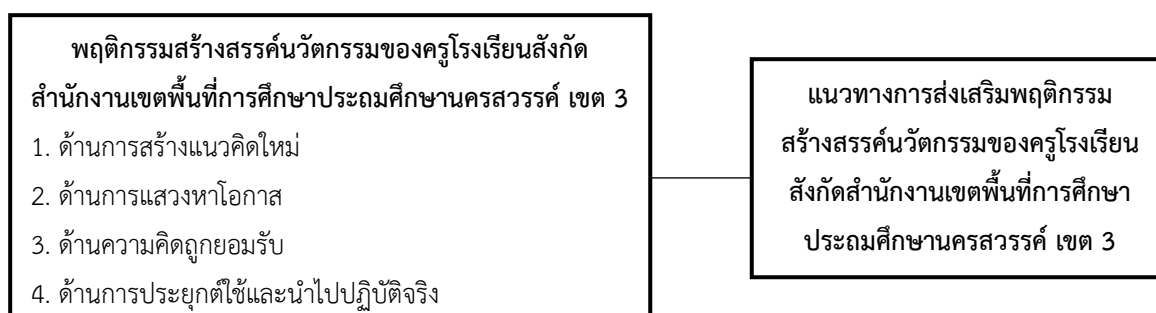 พฤติกรรมสร้างสรรค์นวัตกรรมของครูโรงเรียนสังกัด
สำนักงานเขตพื้นที่การศึกษาประถมศึกษานครสวรรค์ เขต 3
1. ด้านการสร้างแนวคิดใหม่
2. ด้านการแสวงหาโอกาส
3. ด้านความคิดถูกยอมรับ
4. ด้านการประยุกต์ใช้และนำไปปฏิบัติจริง
แนวทางการส่งเสริมพฤติกรรม
สร้างสรรค์นวัตกรรมของครูโรงเรียน
สังกัดสำนักงานเขตพื้นที่การศึกษา
ประถมศึกษานครสวรรค์ เขต 3